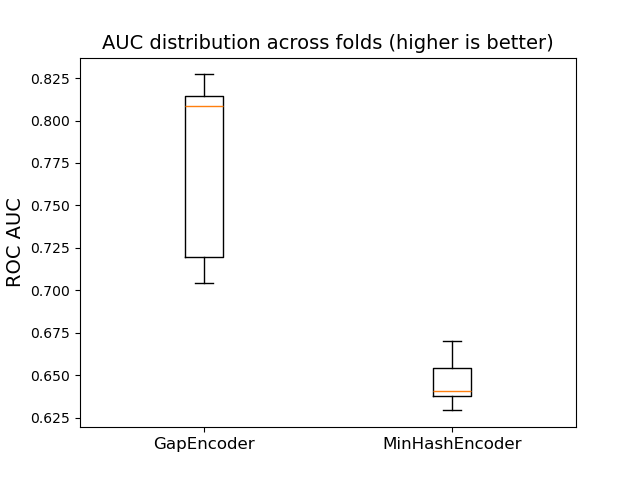 AUC distribution across folds (higher is better)
ROC AUC
0.825
0.800
0.775
0.750
0.725
0.700
0.675
0.650
0.625
GapEncoder
MinHashEncoder